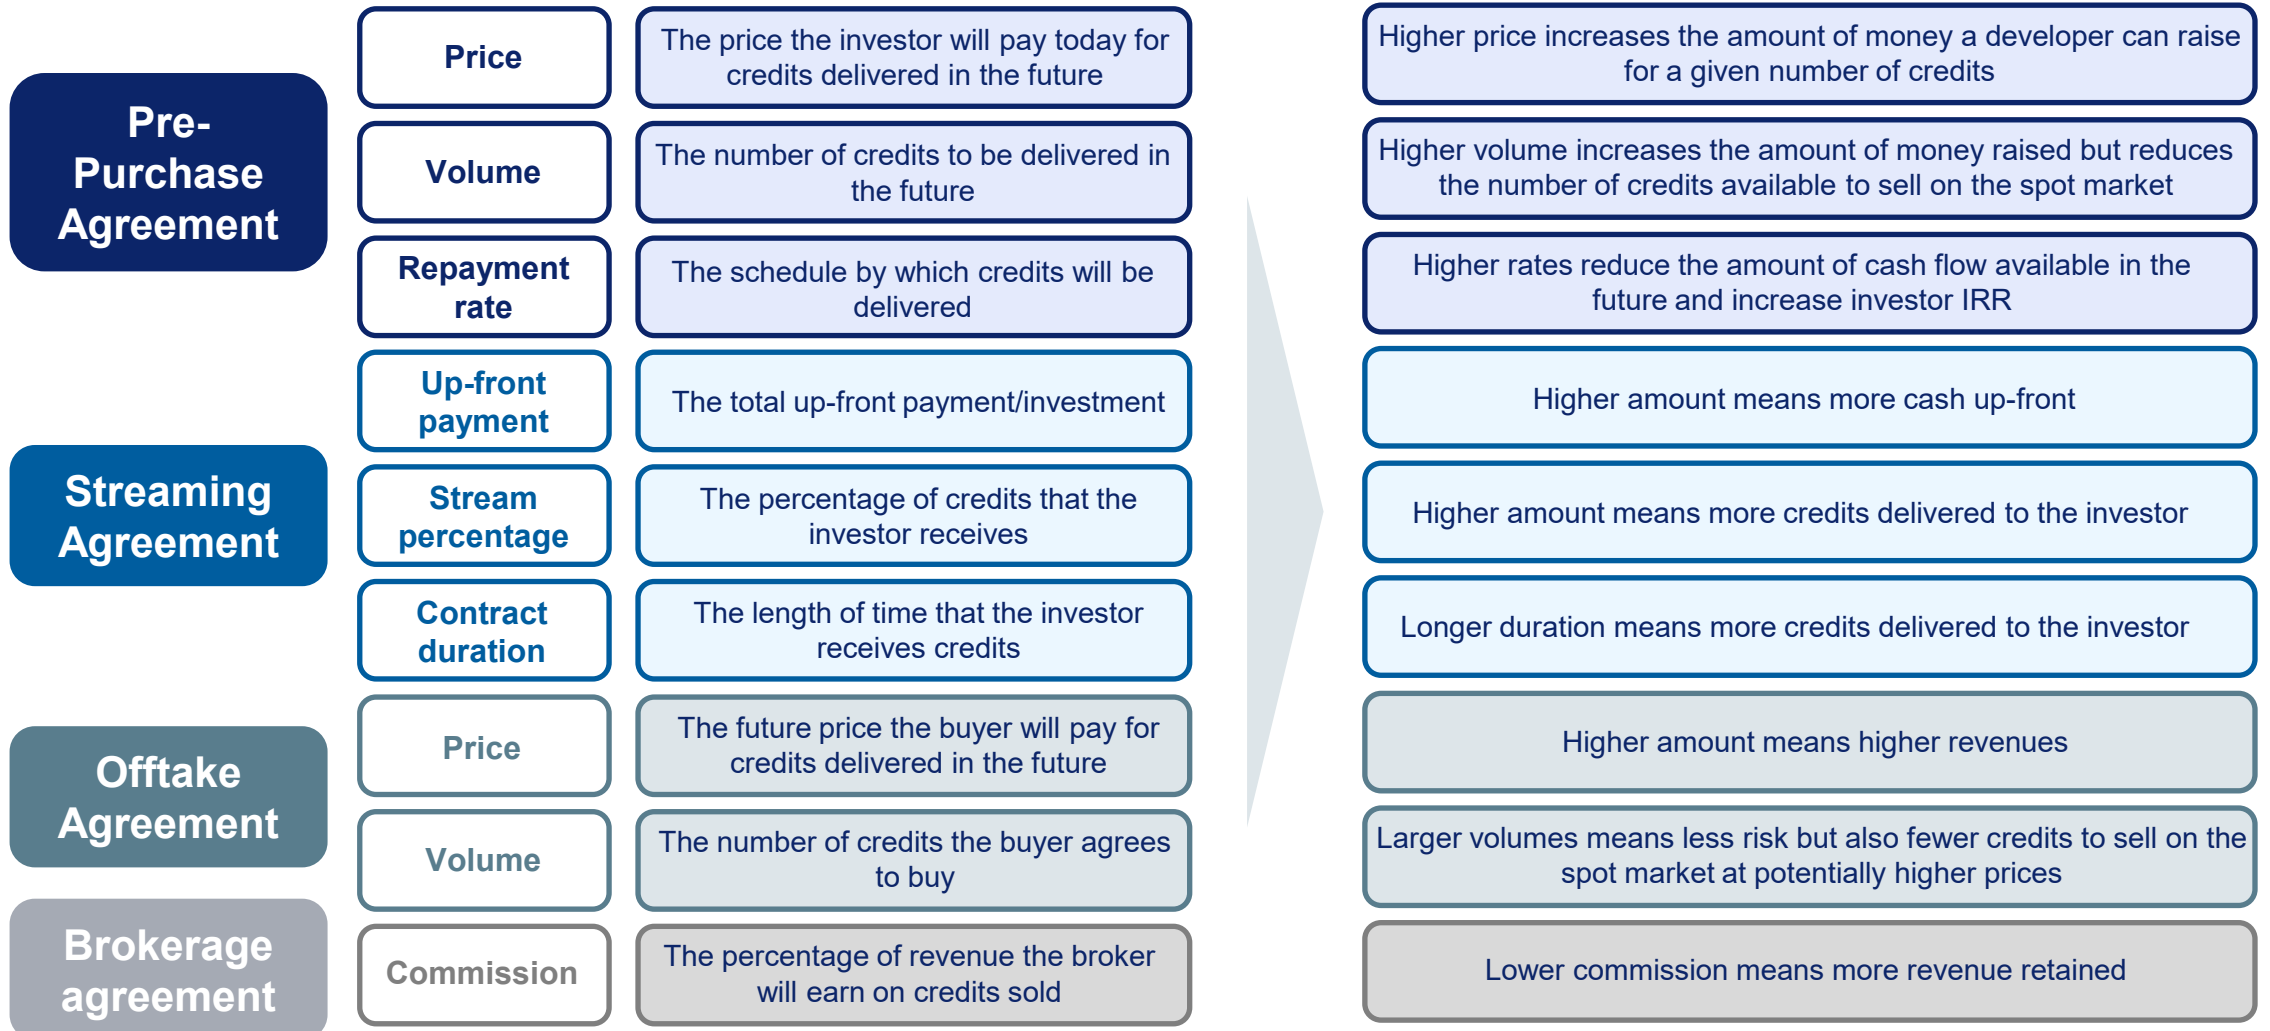 Pre-
Purchase
Agreement
Price
The price the investor will pay today for
credits delivered in the future
Higher price increases the amount of money a developer can raise
for a given number of credits
Volume
The number of credits to be delivered in
the future
Higher volume increases the amount of money raised but reduces
the number of credits available to sell on the spot market
Repayment
rate
The schedule by which credits will be
delivered
Higher rates reduce the amount of cash flow available in the
future and increase investor IRR
Streaming
Agreement
Up-front
payment
The total up-front payment/investment
Higher amount means more cash up-front
Stream
percentage
The percentage of credits that the
investor receives
Higher amount means more credits delivered to the investor
Contract
duration
The length of time that the investor
receives credits
Longer duration means more credits delivered to the investor
Offtake
Agreement
Price
The future price the buyer will pay for
credits delivered in the future
Higher amount means higher revenues
Volume
The number of credits the buyer agrees
to buy
Larger volumes means less risk but also fewer credits to sell on the
spot market at potentially higher prices
Brokerage
agreement
Commission
The percentage of revenue the broker
will earn on credits sold
Lower commission means more revenue retained